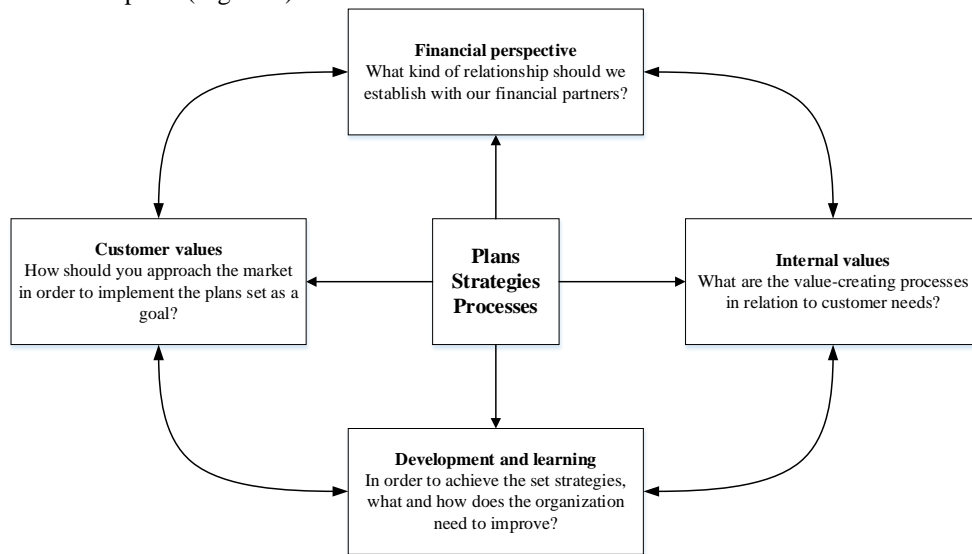 Financial perspective
What kind of relationship should we
establish with our financial partners?
Customer values
How should you approach the market
in order to implement the plans set as a
goal?
Plans
Strategies
Processes
Internal values
What are the value-creating processes
in relation to customer needs?
Development and learning
In order to achieve the set strategies,
what and how does the organization
need to improve?